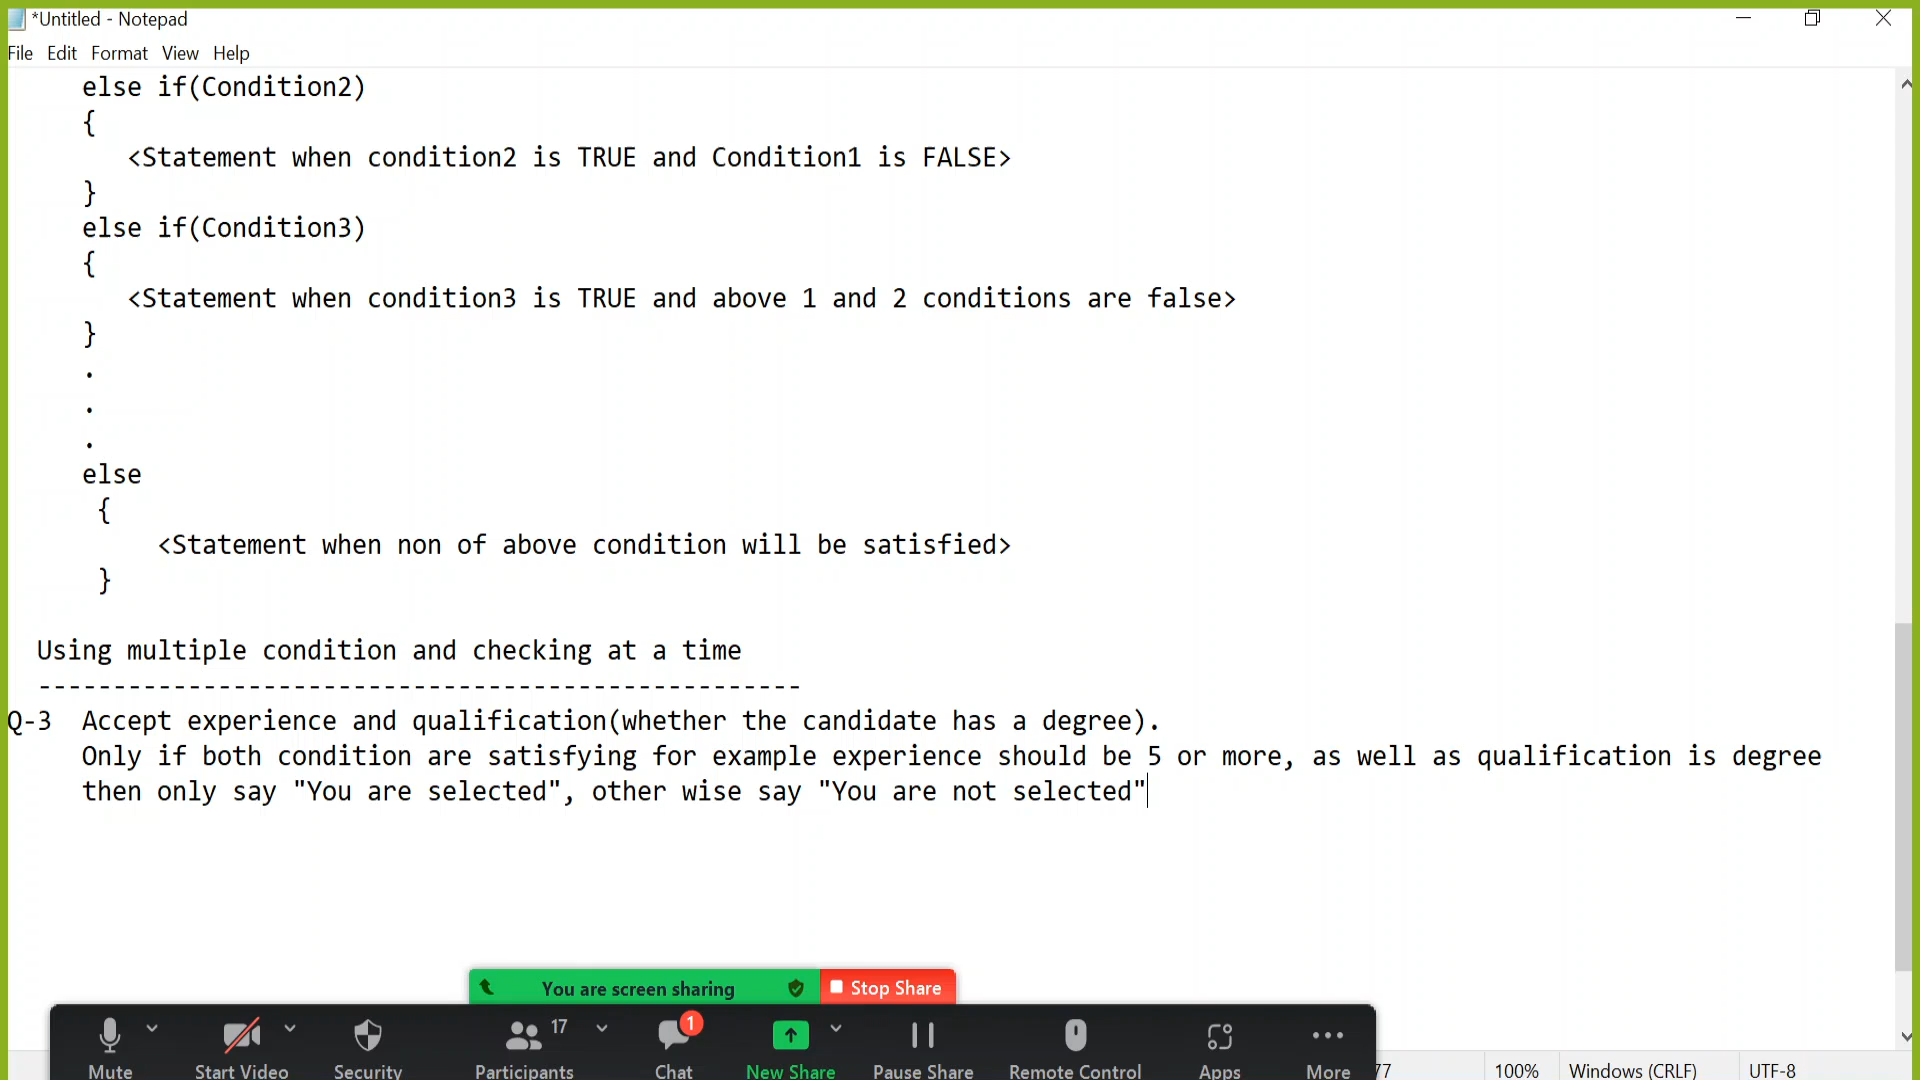 *Untitled - Notepad
File Edit Format View Help
else if(Condition2)
{
<Statement when condition2 is TRUE and Condition1 is FALSE>
}
else if(Condition3)
{
<Statement when condition3 is TRUE and above 1 and 2 conditions are false>
}
.
.
.
else
{
<Statement when non of above condition will be satisfied>
}
Using multiple condition and checking at a time
---------------------------------------------------
Q-3 Accept experience and qualification(whether the candidate has a degree).
Only if both condition are satisfying for example experience should be 5 or more, as well as qualification is degree
then only say "You are selected", other wise say "You are not selected"
You are screen sharing Stop Share
17 1
Mute Start Video Security Participants Chat New Share Pause Share Remote Control Apps More 77 100% Windows (CRLF) UTF-8